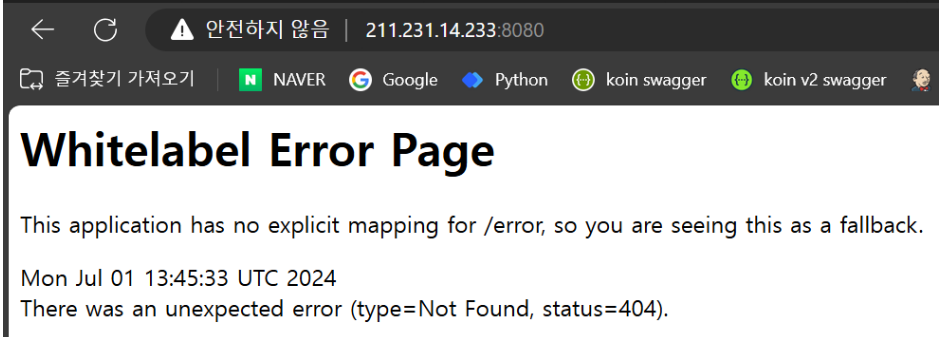 안전하지 않음 | 211.231.14.233:8080
즐겨찾기 가져오기 N NAVER G Google Python koin swagger koin v2 swagger
Whitelabel Error Page
This application has no explicit mapping for /error, so you are seeing this as a fallback.
Mon Jul 01 13:45:33 UTC 2024
There was an unexpected error (type=Not Found, status=404).